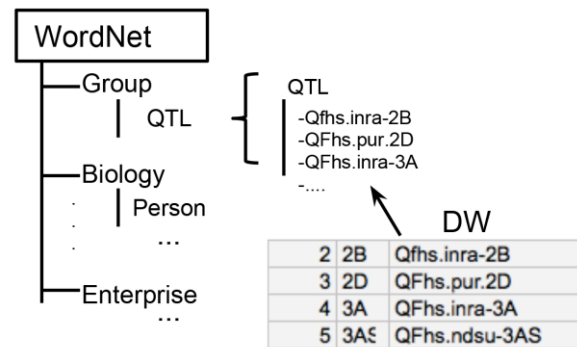 WordNet
Group
QTL
Biology
Person
...
Enterprise
...
QTL
-Qfhs.inra-2B
-QFhs.pur.2D
-QFhs.inra-3A
-....
DW
2 2B Qfhs.inra-2B
3 2D QFhs.pur.2D
4 3A QFhs.inra-3A
5 3AS QFhs.ndsu-3AS